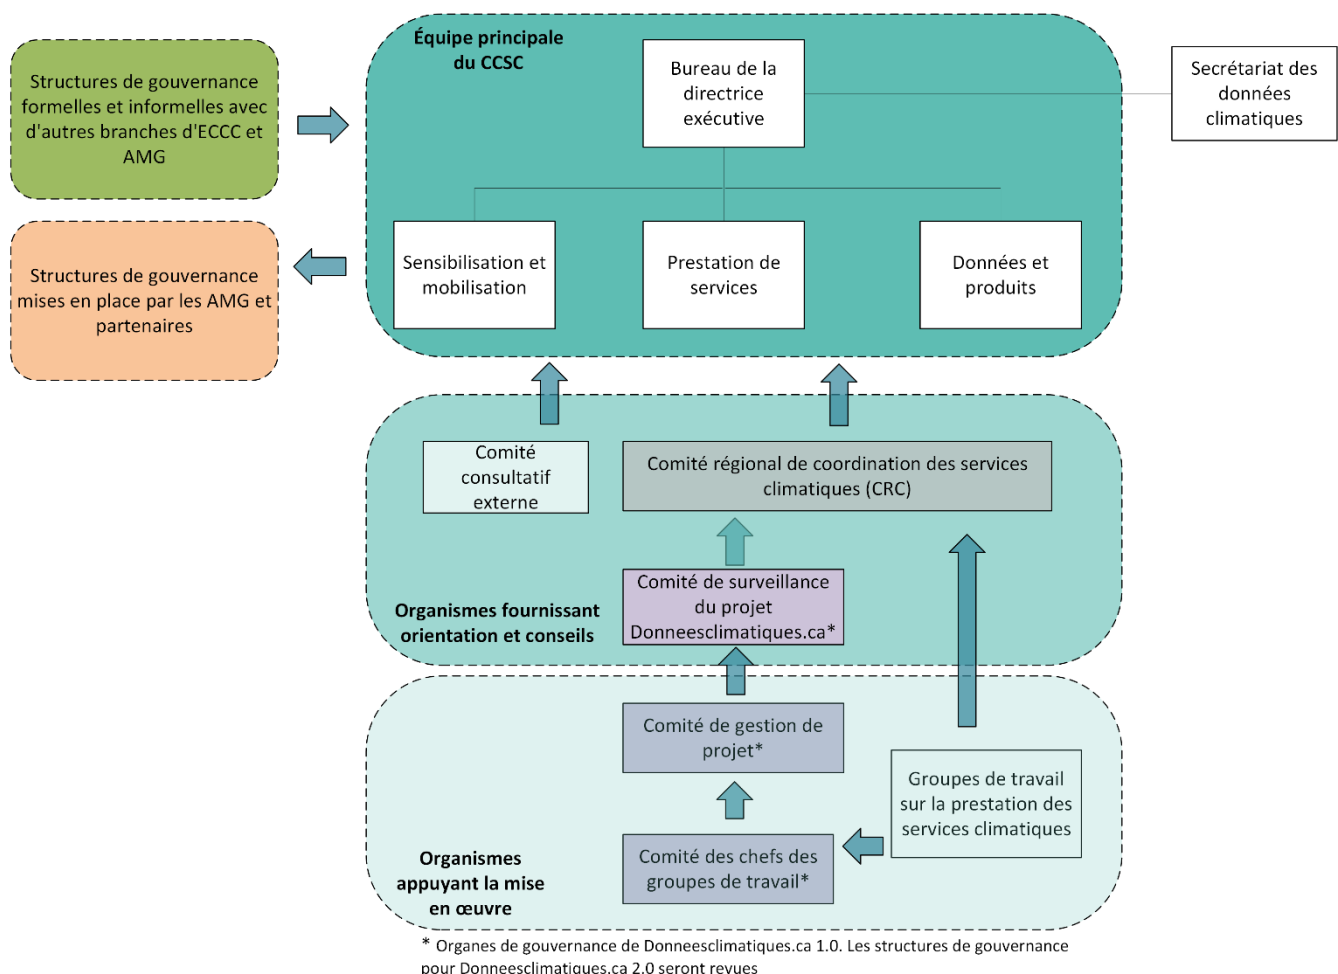 Structures de gouvernance
formelles et informelles avec
d'autres branches d'ECCC et
AMG
Structures de gouvernance
mises en place par les AMG et
partenaires
Équipe principale
du CCSC
Bureau de la
directrice
exécutive
Secrétariat des
données
climatiques
Sensibilisation et
mobilisation
Prestation de
services
Données et
produits
Comité
consultatif
externe
Comité régional de coordination des services
climatiques (CRC)
Comité de surveillance
du projet
Donneesclimatiques.ca*
Organismes fournissant
orientation et conseils
Comité de gestion de
projet*
Groupes de travail
sur la prestation des
services climatiques
Comité des chefs des
groupes de travail*
Organismes
appuyant la mise
en œuvre
* Organes de gouvernance de Donneesclimatiques.ca 1.0. Les structures de gouvernance
pour Donneesclimatiques.ca 2.0 seront revues